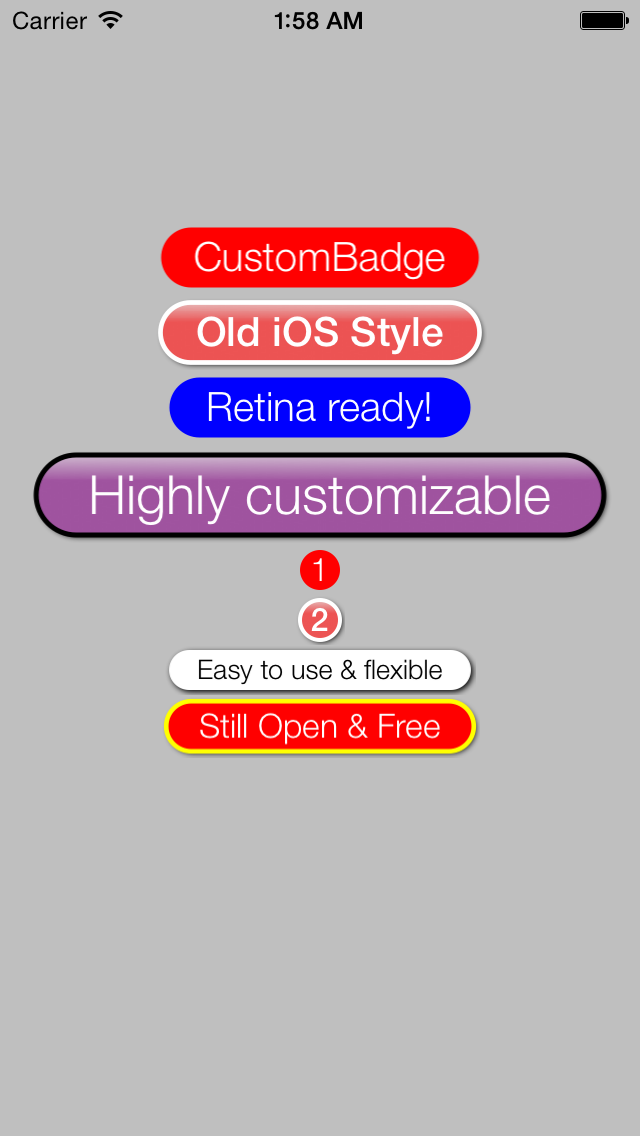 Carrier 1:58 AM
CustomBadge
Old iOS Style
Retina ready!
Highly customizable
1
2
Easy to use & flexible
Still Open & Free